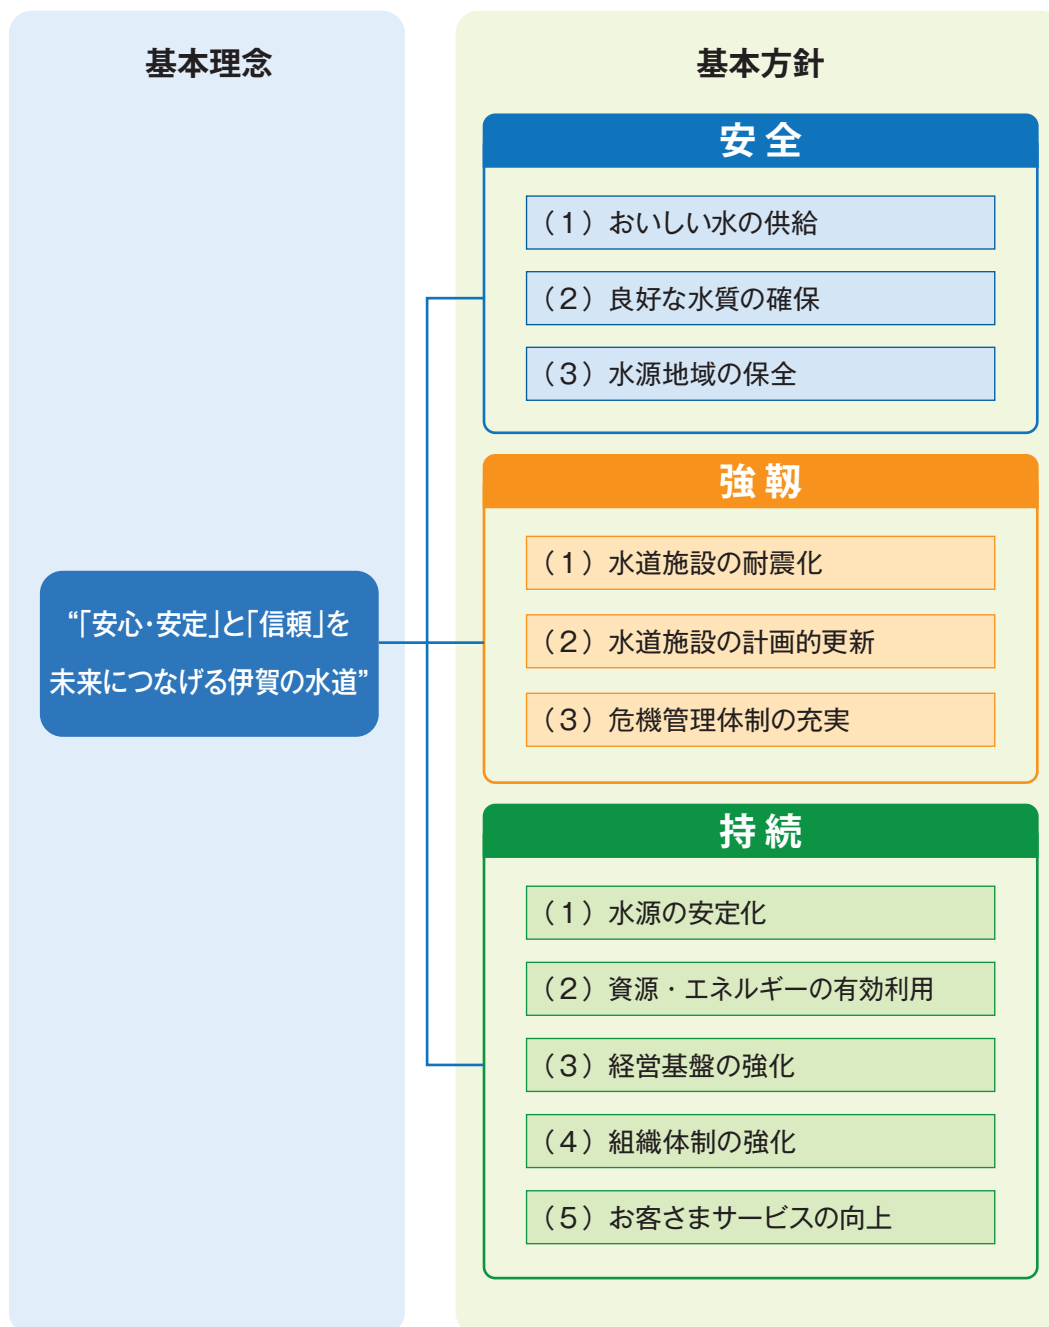 基本理念
“「安心・安定」と「信頼」を
未来につなげる伊賀の水道”
基本方針
安全
（1）おいしい水の供給
（2）良好な水質の確保
（3）水源地域の保全
強靱
（1）水道施設の耐震化
（2）水道施設の計画的更新
（3）危機管理体制の充実
持続
（1）水源の安定化
（2）資源・エネルギーの有効利用
（3）経営基盤の強化
（4）組織体制の強化
（5）お客さまサービスの向上